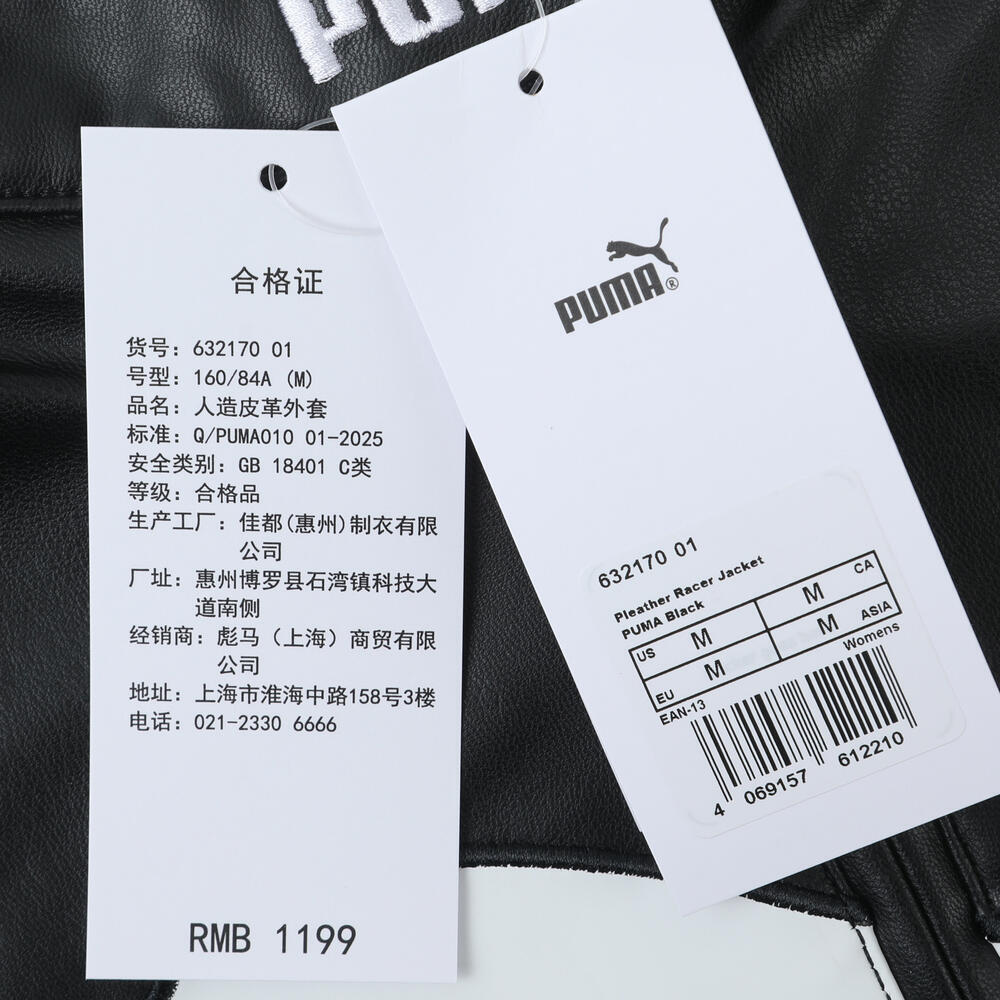 PUMA
合格证
货号：632170 01
号型：160/84A (M)
品名：人造皮革外套
标准：Q/PUMA010 01-2025
安全类别：GB 18401 C类
等级：合格品
生产工厂：佳都(惠州)制衣有限
公司
厂址：惠州博罗县石湾镇科技大
道南侧
经销商：彪马（上海）商贸有限
公司
地址：上海市淮海中路158号3楼
电话：021-2330 6666
RMB 1199
PUMA®
632170 01
Pleather Racer Jacket
PUMA Black
US M M CA
EU M M ASIA
EAN-13 Womens
4 069157 612210